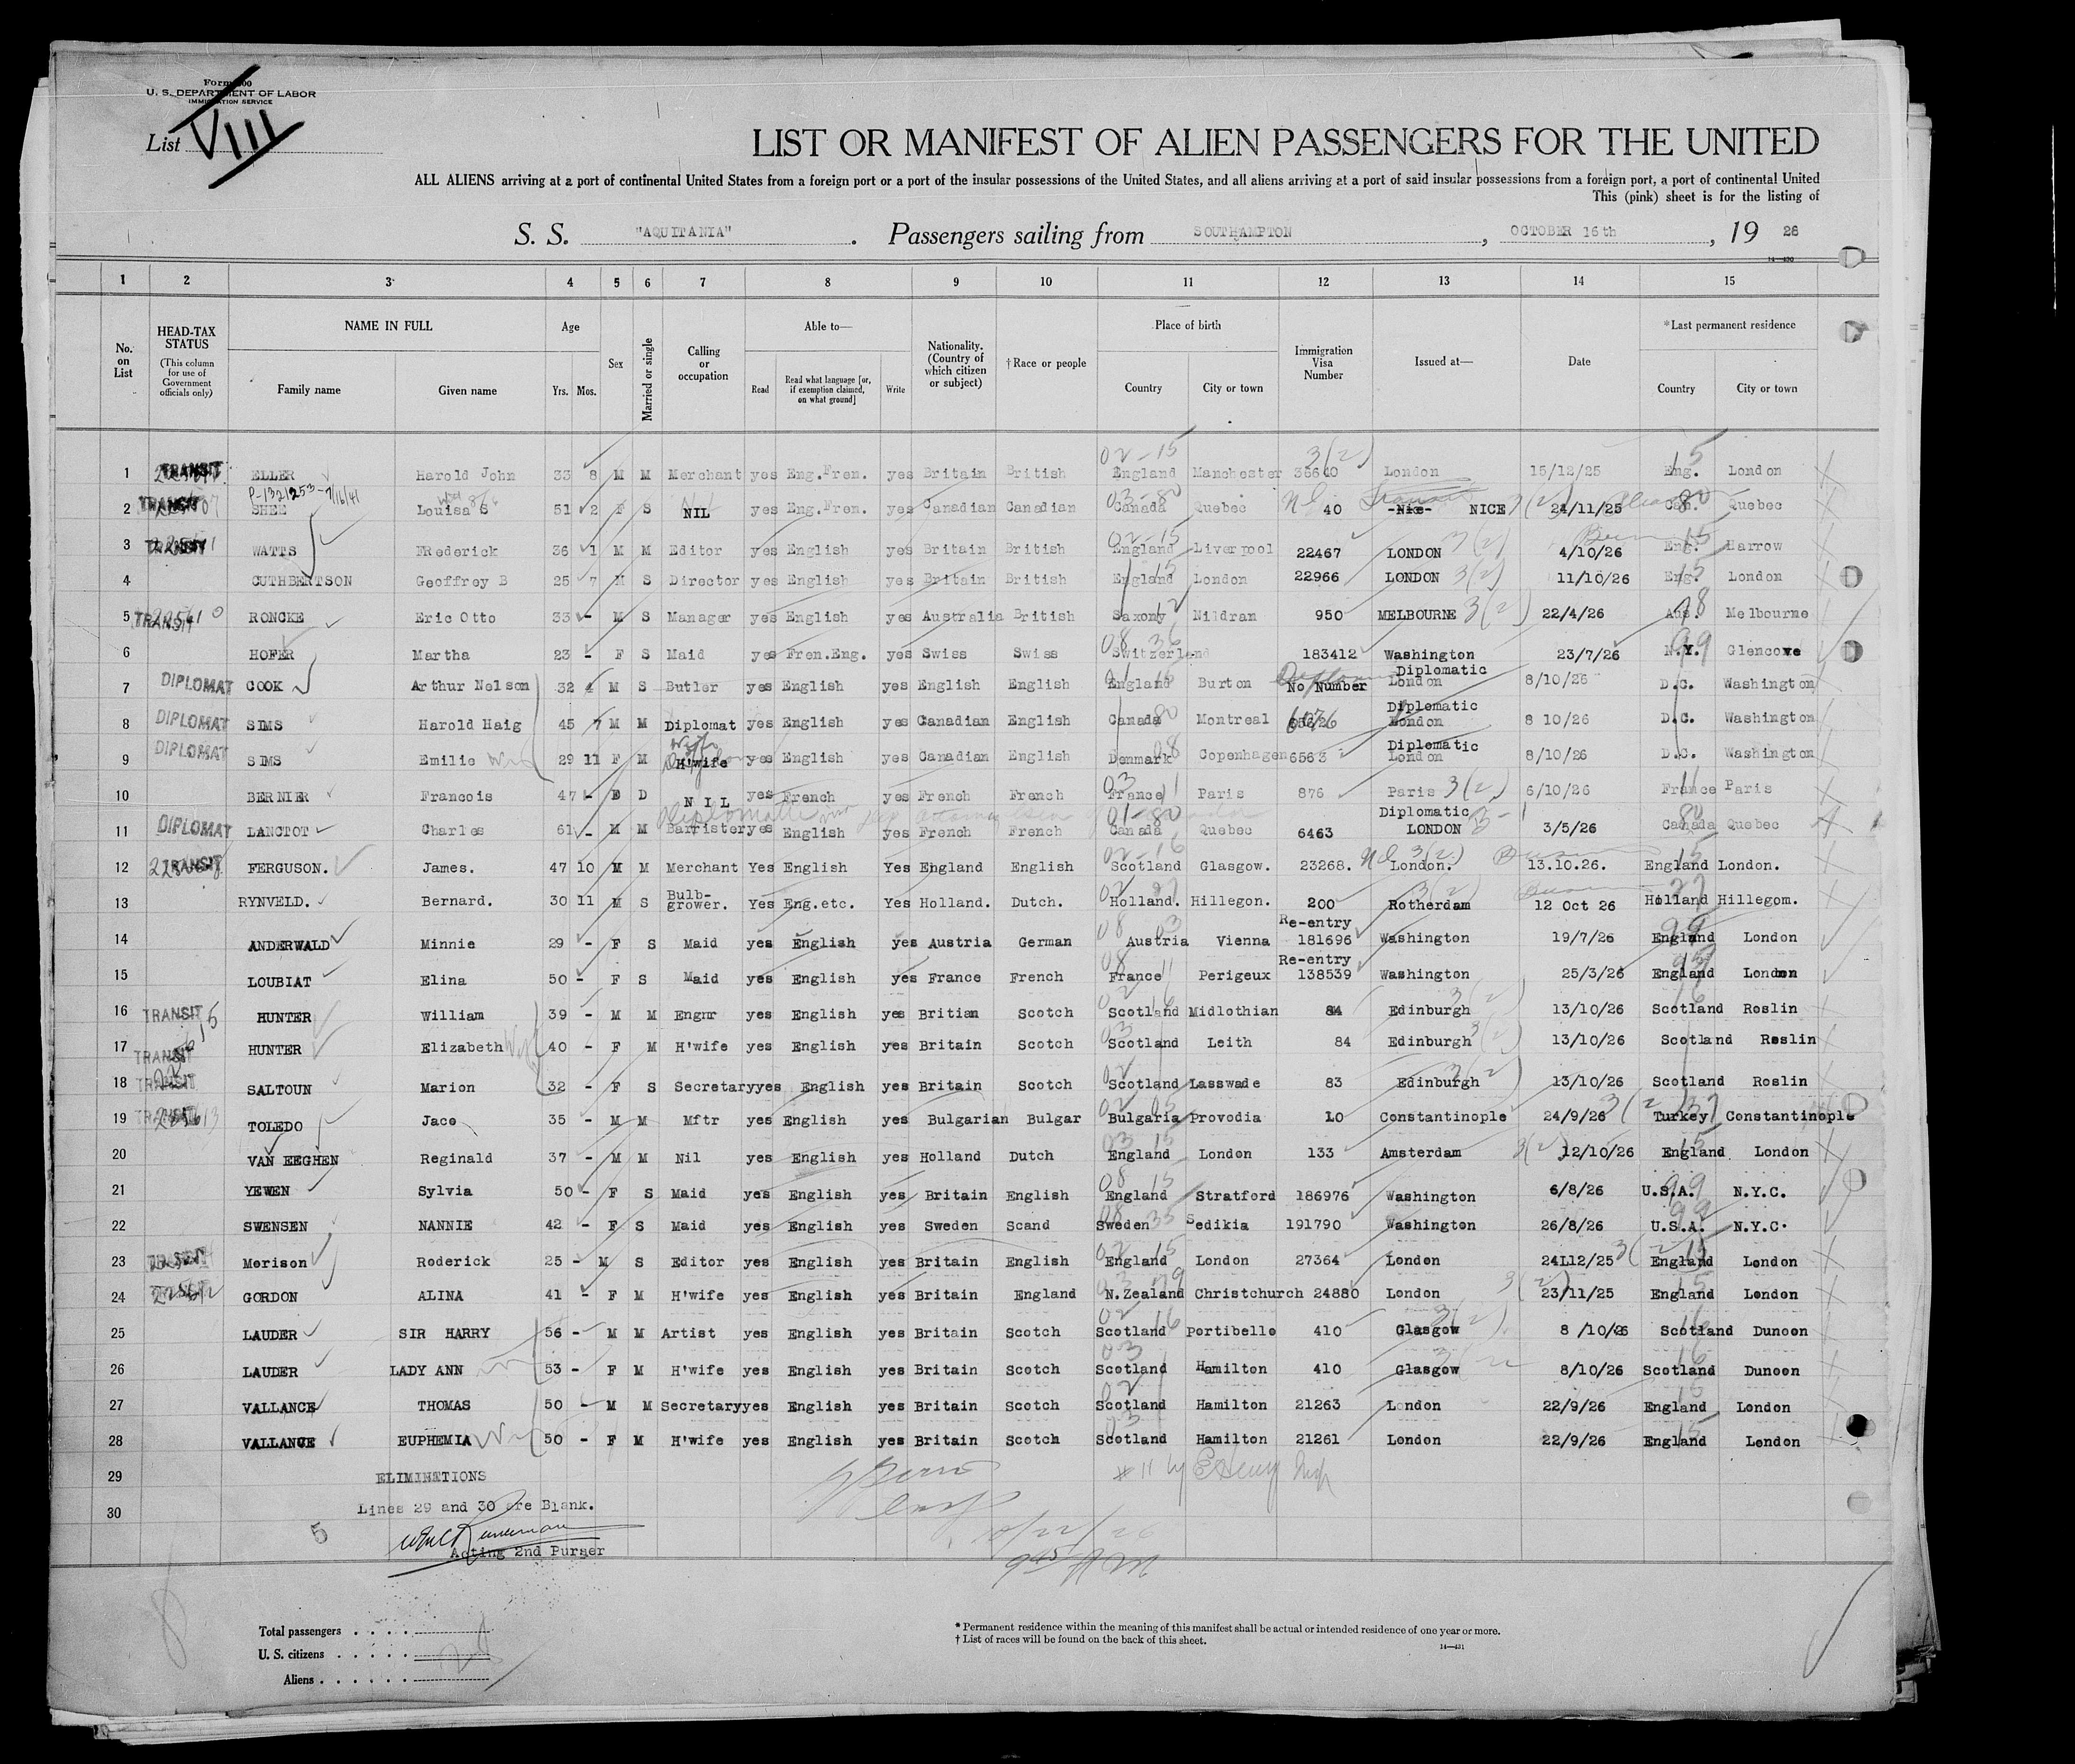 Form 500
U. S. DEPARTMENT OF LABOR
IMMIGRATION SERVICE
List VIII
LIST OR MANIFEST OF ALIEN PASSENGERS FOR THE UNITED
ALL ALIENS arriving at a port of continental United States from a foreign port or a port of the insular possessions of the United States, and all aliens arriving at a port of said insular possessions from a foreign port, a port of continental United
This (pink) sheet is for the listing of
S. S. "AQUITANIA". Passengers sailing from SOUTHAMPTON, OCTOBER 16th, 19 26
14—430
1 2 3 4 5 6 7 8 9 10 11 12 13 14 15
No. on List
HEAD-TAX STATUS
(This column for use of Government officials only)
NAME IN FULL
Family name Given name
Age
Yrs. Mos.
Sex
Married or single
Calling or occupation
Able to—
Read Read what language [or, if exemption claimed, on what ground] Write
Nationality. (Country of which citizen or subject)
† Race or people
Place of birth
Country City or town
Immigration Visa Number
Issued at—
Date
* Last permanent residence
Country City or town
1 TRANSIT ELLER Harold John 33 8 M M Merchant yes Eng.Fren. yes Britain British England Manchester 36640 London 15/12/25 Eng. London
P-1321253-7/16/41
2 TRANSIT SHEE Louisa S 51 2 F S NIL yes Eng.Fren. yes Canadian Canadian Canada Quebec 40 -Nice- NICE 24/11/25 Can. Quebec
3 TRANSIT WATTS FRederick 36 1 M M Editor yes English yes Britain British England Liverpool 22467 LONDON 4/10/26 Eng. Harrow
4 CUTHBERTSON Geoffrey B 25 7 M S Director yes English yes Britain British England London 22966 LONDON 11/10/26 Eng. London
5 TRANSIT RONCKE Eric Otto 33 - M S Manager yes English yes Australia British Saxony Nildran 950 MELBOURNE 22/4/26 Aus. Melbourne
6 HOFER Martha 23 - F S Maid yes Fren.Eng. yes Swiss Swiss Switzerland 183412 Washington 23/7/26 N.Y. Glencove
7 DIPLOMAT COOK Arthur Nelson 32 4 M S Butler yes English yes English English England Burton No Number Diplomatic London 8/10/26 D.C. Washington
8 DIPLOMAT SIMS Harold Haig 45 7 M M Diplomat yes English yes Canadian English Canada Montreal Diplomatic London 8 10/26 D.C. Washington
9 DIPLOMAT SIMS Emilie 29 11 F M H'wife yes English yes Canadian English Denmark Copenhagen 6563 Diplomatic London 8/10/26 D.C. Washington
10 BERNIER Francois 47 - D NIL yes French yes French French France Paris 876 Paris 6/10/26 France Paris
11 DIPLOMAT LANCTOT Charles 61 - M M Barrister yes English yes French French Canada Quebec 6463 Diplomatic LONDON 3/5/26 Canada Quebec
12 TRANSIT FERGUSON. James. 47 10 M M Merchant Yes English Yes England English Scotland Glasgow. 23268. London. 13.10.26. England London.
13 RYNVELD. Bernard. 30 11 M S Bulb-grower. Yes Eng.etc. Yes Holland. Dutch. Holland. Hillegon. 200 Rotherdam 12 Oct 26 Holland Hillegom.
14 ANDERWALD Minnie 29 - F S Maid yes English yes Austria German Austria Vienna Re-entry 181696 Washington 19/7/26 England London
15 LOUBIAT Elina 50 - F S Maid yes English yes France French France Perigeux Re-entry 138539 Washington 25/3/26 England London
16 TRANSIT HUNTER William 39 - M M Engnr yes English yes Britian Scotch Scotland Midlothian 84 Edinburgh 13/10/26 Scotland Roslin
17 TRANSIT HUNTER Elizabeth 40 - F M H'wife yes English yes Britain Scotch Scotland Leith 84 Edinburgh 13/10/26 Scotland Roslin
18 TRANSIT SALTOUN Marion 32 - F S Secretary yes English yes Britain Scotch Scotland Lasswade 83 Edinburgh 13/10/26 Scotland Roslin
19 TRANSIT TOLEDO Jaco 35 - M M Mftr yes English yes Bulgarian Bulgar Bulgaria Provodia 10 Constantinople 24/9/26 Turkey Constantinople
20 VAN EEGHEN Reginald 37 - M M Nil yes English yes Holland Dutch England London 133 Amsterdam 12/10/26 England London
21 YEWEN Sylvia 50 - F S Maid yes English yes Britain English England Stratford 186976 Washington 6/8/26 U.S.A. N.Y.C.
22 SWENSEN NANNIE 42 - F S Maid yes English yes Sweden Scand Sweden Sedikia 191790 Washington 26/8/26 U.S.A. N.Y.C.
23 Morison Roderick 25 - M S Editor yes English yes Britain English England London 27364 London 24L12/25 England London
24 GORDON ALINA 41 - F M H'wife yes English yes Britain England N.Zealand Christchurch 24880 London 23/11/25 England London
25 LAUDER SIR HARRY 56 - M M Artist yes English yes Britain Scotch Scotland Portibello 410 Glasgow 8 /10/26 Scotland Dunoon
26 LAUDER LADY ANN 53 - F M H'wife yes English yes Britain Scotch Scotland Hamilton 410 Glasgow 8/10/26 Scotland Dunoon
27 VALLANCE THOMAS 50 - M M Secretary yes English yes Britain Scotch Scotland Hamilton 21263 London 22/9/26 England London
28 VALLANCE EUPHEMIA 50 - F M H'wife yes English yes Britain Scotch Scotland Hamilton 21261 London 22/9/26 England London
29 ELIMINATIONS
30 Lines 29 and 30 are Blank.
5
Acting 2nd Purser
10/22/26
9 45 AM
Total passengers
U. S. citizens
Aliens
* Permanent residence within the meaning of this manifest shall be actual or intended residence of one year or more.
† List of races will be found on the back of this sheet.
14—431